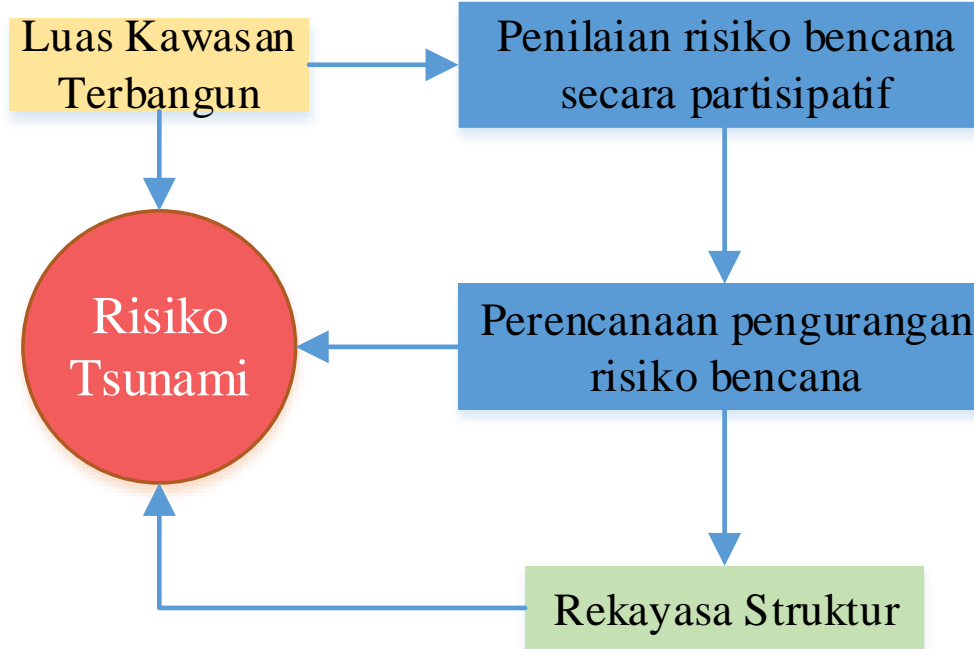 Luas Kawasan
Terbangun
Penilaian risiko bencana
secara partisipatif
Risiko
Tsunami
Perencanaan pengurangan
risiko bencana
Rekayasa Struktur